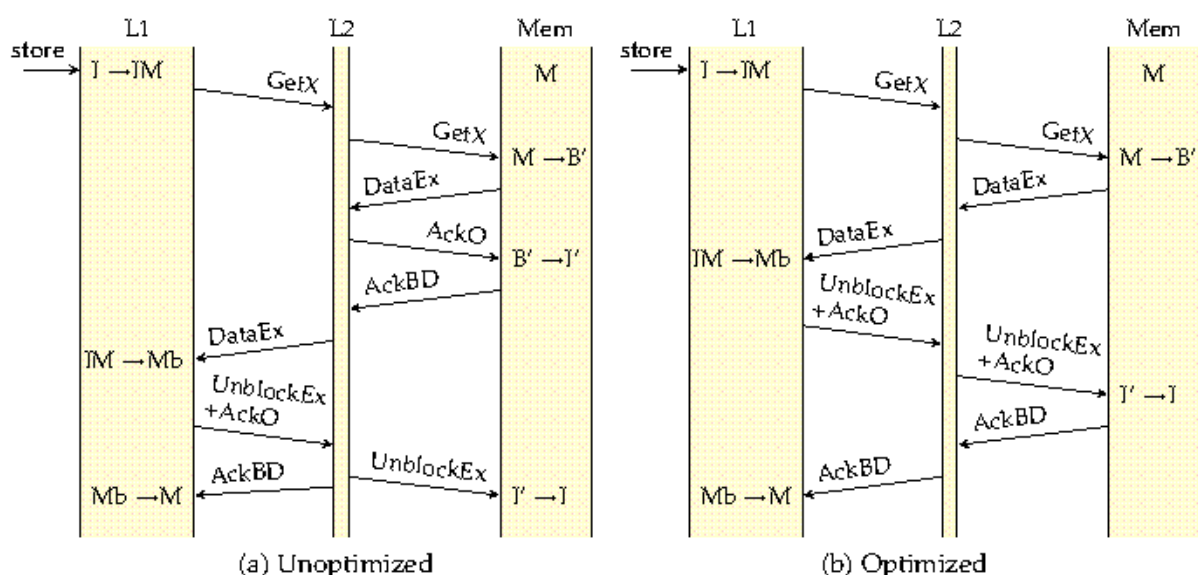 L1 L2 Mem
store
I → IM
M
GetX
GetX
M → B′
DataEx
AckO
B′ → I′
AckBD
DataEx
IM → Mb
UnblockEx
+AckO
AckBD
UnblockEx
Mb → M
I′ → I
(a) Unoptimized
L1 L2 Mem
store
I → IM
M
GetX
GetX
M → B′
DataEx
DataEx
IM → Mb
UnblockEx
+AckO
UnblockEx
+AckO
I′ → I
AckBD
AckBD
Mb → M
(b) Optimized